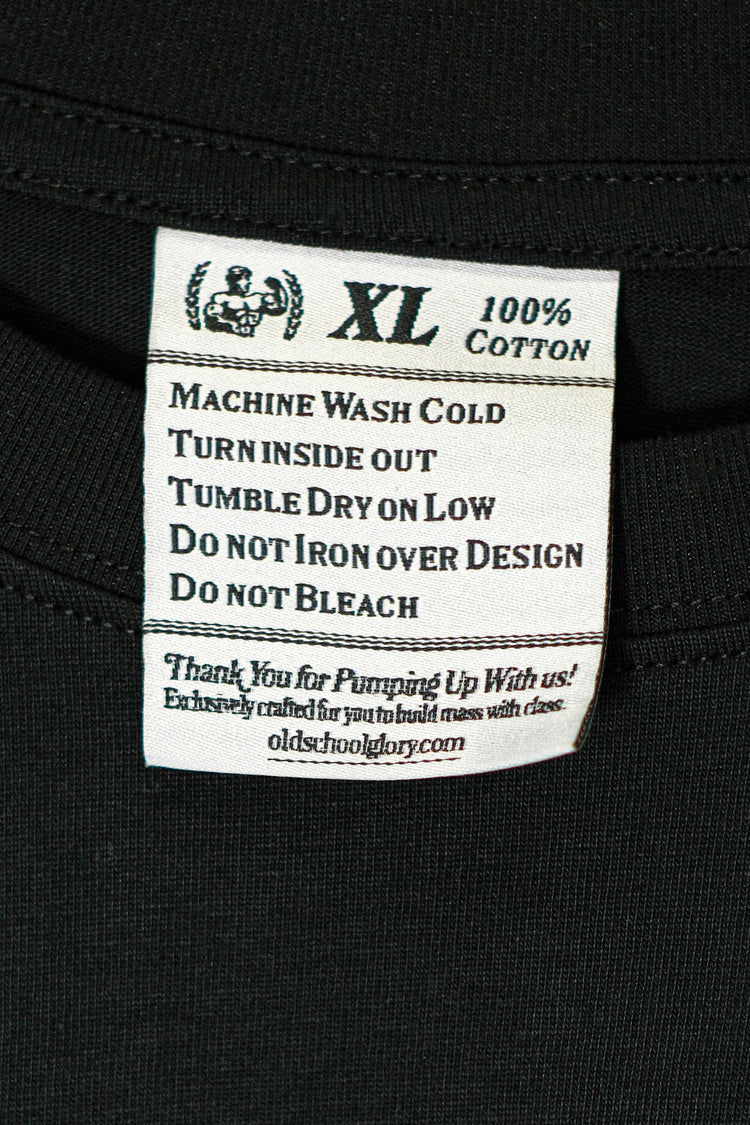 XL
100%
COTTON
MACHINE WASH COLD
TURN INSIDE OUT
TUMBLE DRY ON LOW
DO NOT IRON OVER DESIGN
DO NOT BLEACH
Thank You for Pumping Up With us!
Exclusively crafted for you to build mass with class.
oldschoolglory.com